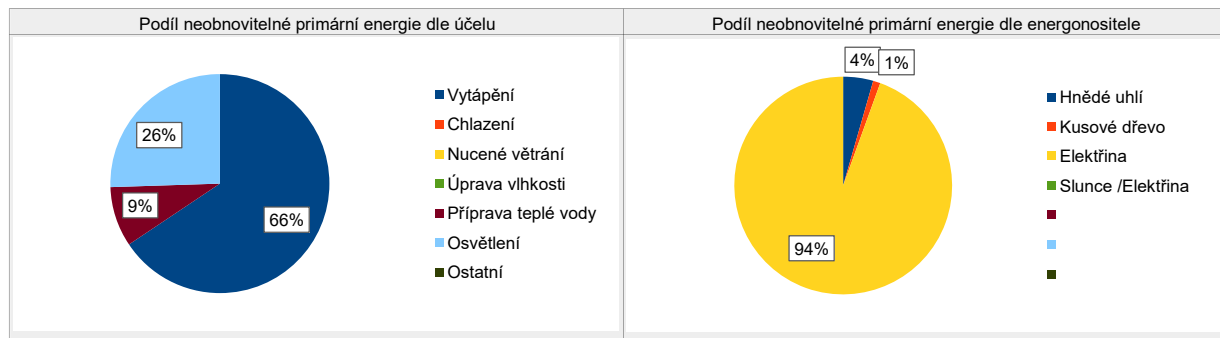 Podíl neobnovitelné primární energie dle účelu
26%
9%
66%
Vytápění
Chlazení
Nucené větrání
Úprava vlhkosti
Příprava teplé vody
Osvětlení
Ostatní
Podíl neobnovitelné primární energie dle energonositele
4%
1%
94%
Hnědé uhlí
Kusové dřevo
Elektřina
Slunce /Elektřina